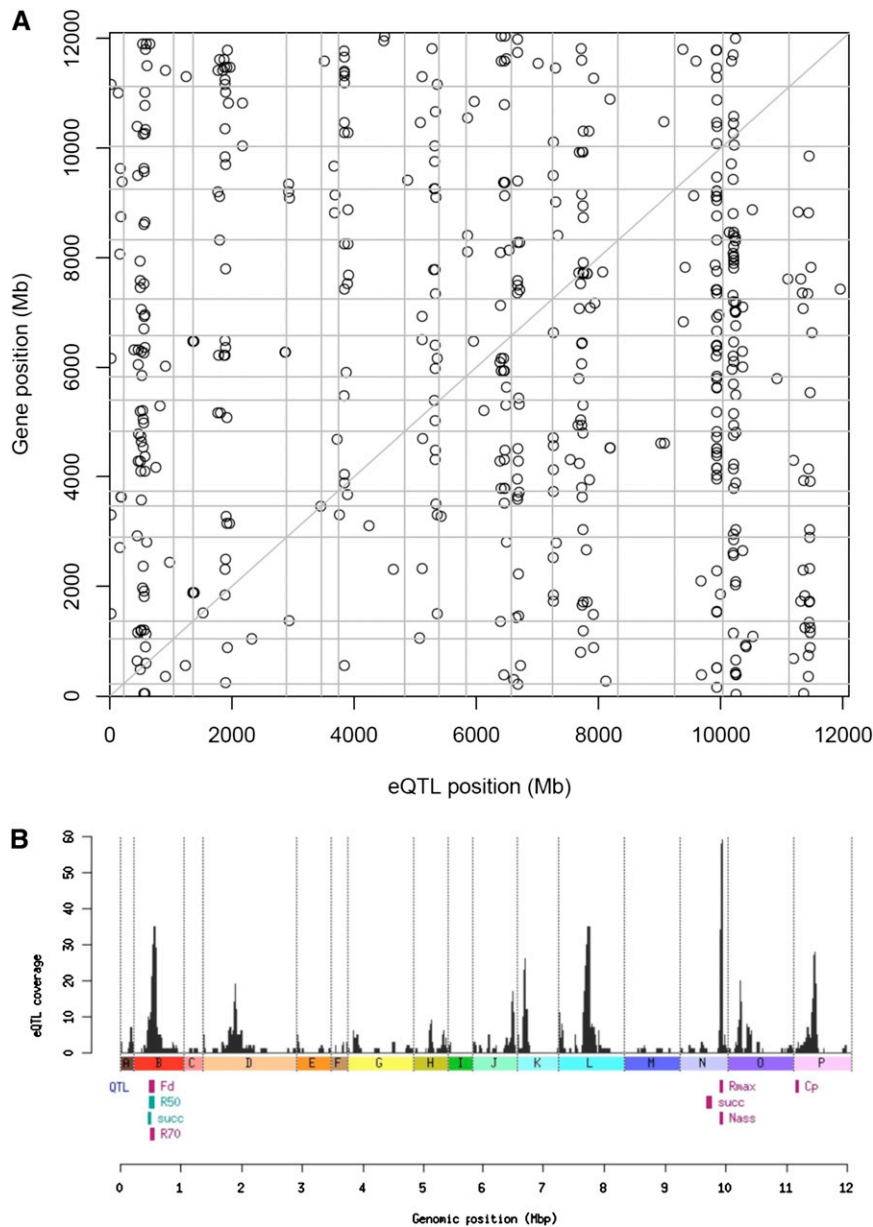 A
12000
10000
8000
6000
4000
2000
0
Gene position (Mb)
0 2000 4000 6000 8000 10000 12000
eQTL position (Mb)
B
60
50
40
30
20
10
0
eQTL coverage
A B C D E F G H I J K L M N O P
QTL Fd Rmax Cp
R50 succ
succ Nass
R70
0 1 2 3 4 5 6 7 8 9 10 11 12
Genomic position (Mbp)